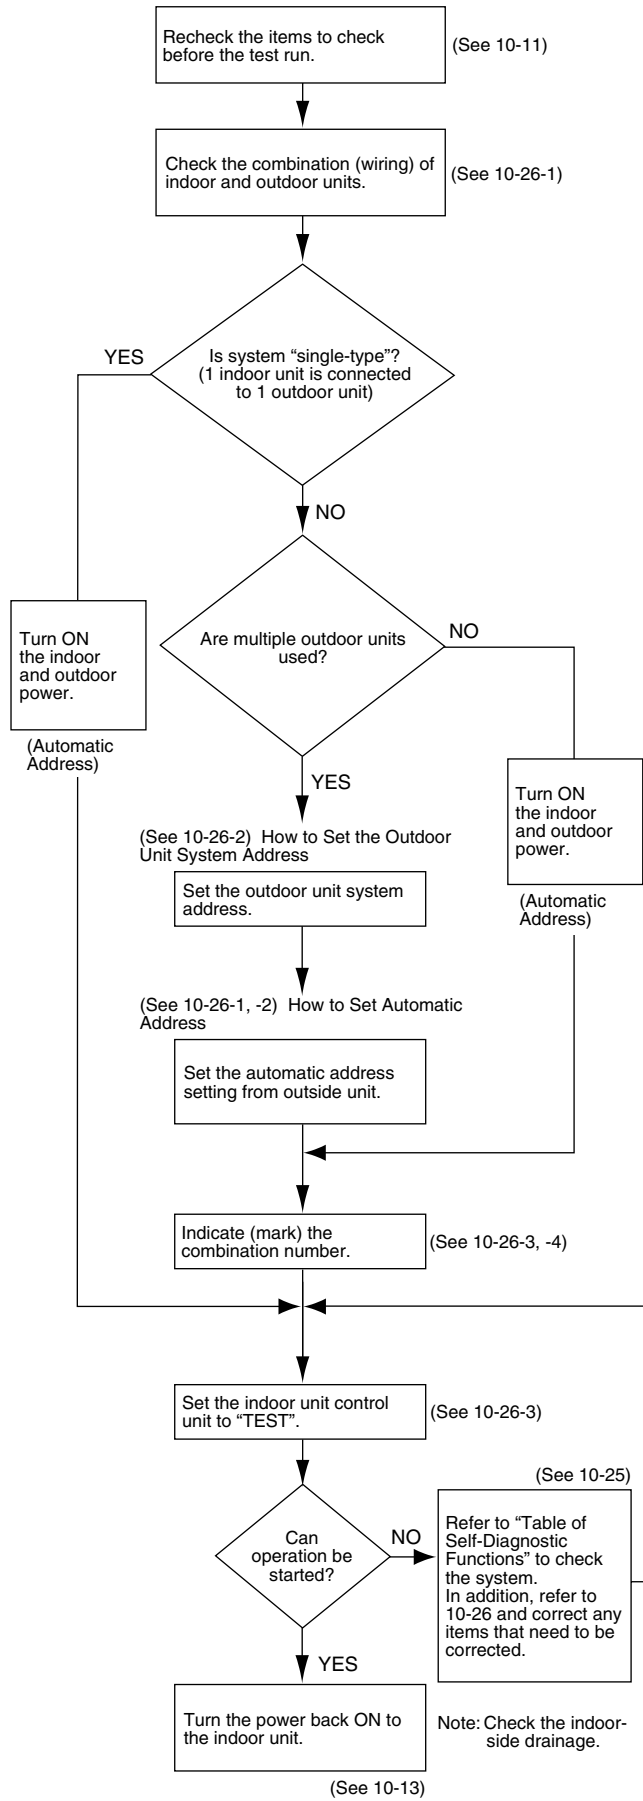 Recheck the items to check
before the test run.
(See 10-11)
Check the combination (wiring) of
indoor and outdoor units.
(See 10-26-1)
YES
Is system “single-type”?
(1 indoor unit is connected
to 1 outdoor unit)
NO
Turn ON
the indoor
and outdoor
power.
(Automatic
Address)
Are multiple outdoor units
used?
NO
YES
Turn ON
the indoor
and outdoor
power.
(Automatic
Address)
(See 10-26-2)  How to Set the Outdoor
Unit System Address
Set the outdoor unit system
address.
(See 10-26-1, -2)  How to Set Automatic
Address
Set the automatic address
setting from outside unit.
Indicate (mark) the
combination number.
(See 10-26-3, -4)
Set the indoor unit control
unit to “TEST”.
(See 10-26-3)
Can
operation be
started?
NO
(See 10-25)
Refer to “Table of
Self-Diagnostic
Functions” to check
the system.
In addition, refer to
10-26 and correct any
items that need to be
corrected.
YES
Turn the power back ON to
the indoor unit.
Note: Check the indoor-
side drainage.
(See 10-13)